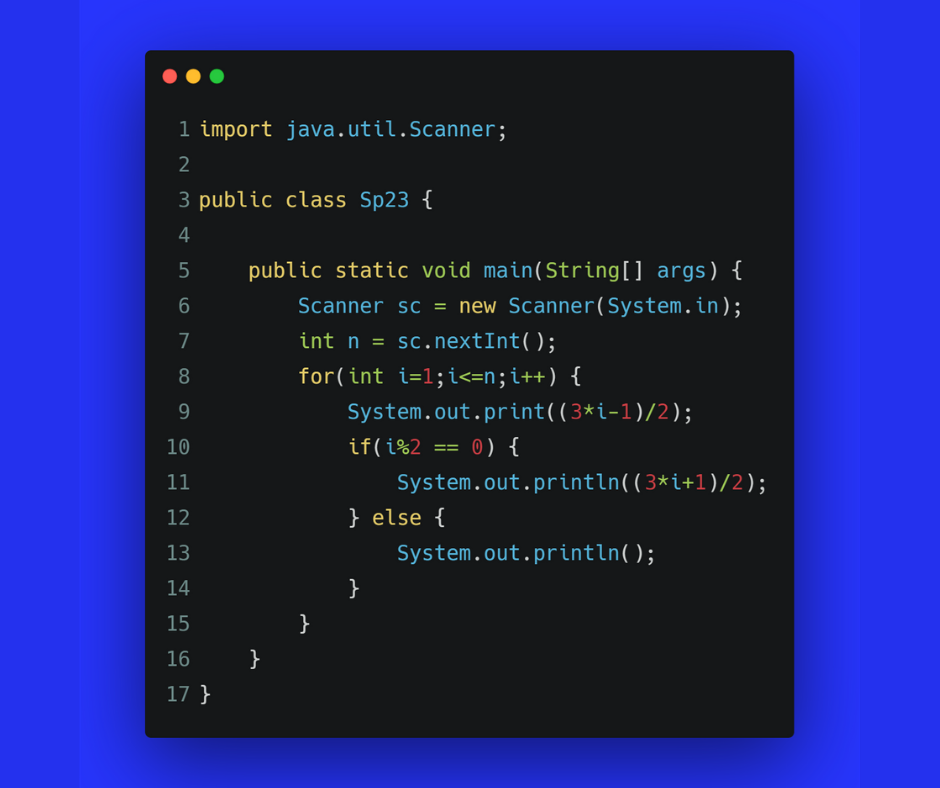 1 import java.util.Scanner;
2
3 public class Sp23 {
4
5     public static void main(String[] args) {
6         Scanner sc = new Scanner(System.in);
7         int n = sc.nextInt();
8         for(int i=1;i<=n;i++) {
9             System.out.print((3*i-1)/2);
10             if(i%2 == 0) {
11                 System.out.println((3*i+1)/2);
12             } else {
13                 System.out.println();
14             }
15         }
16     }
17 }